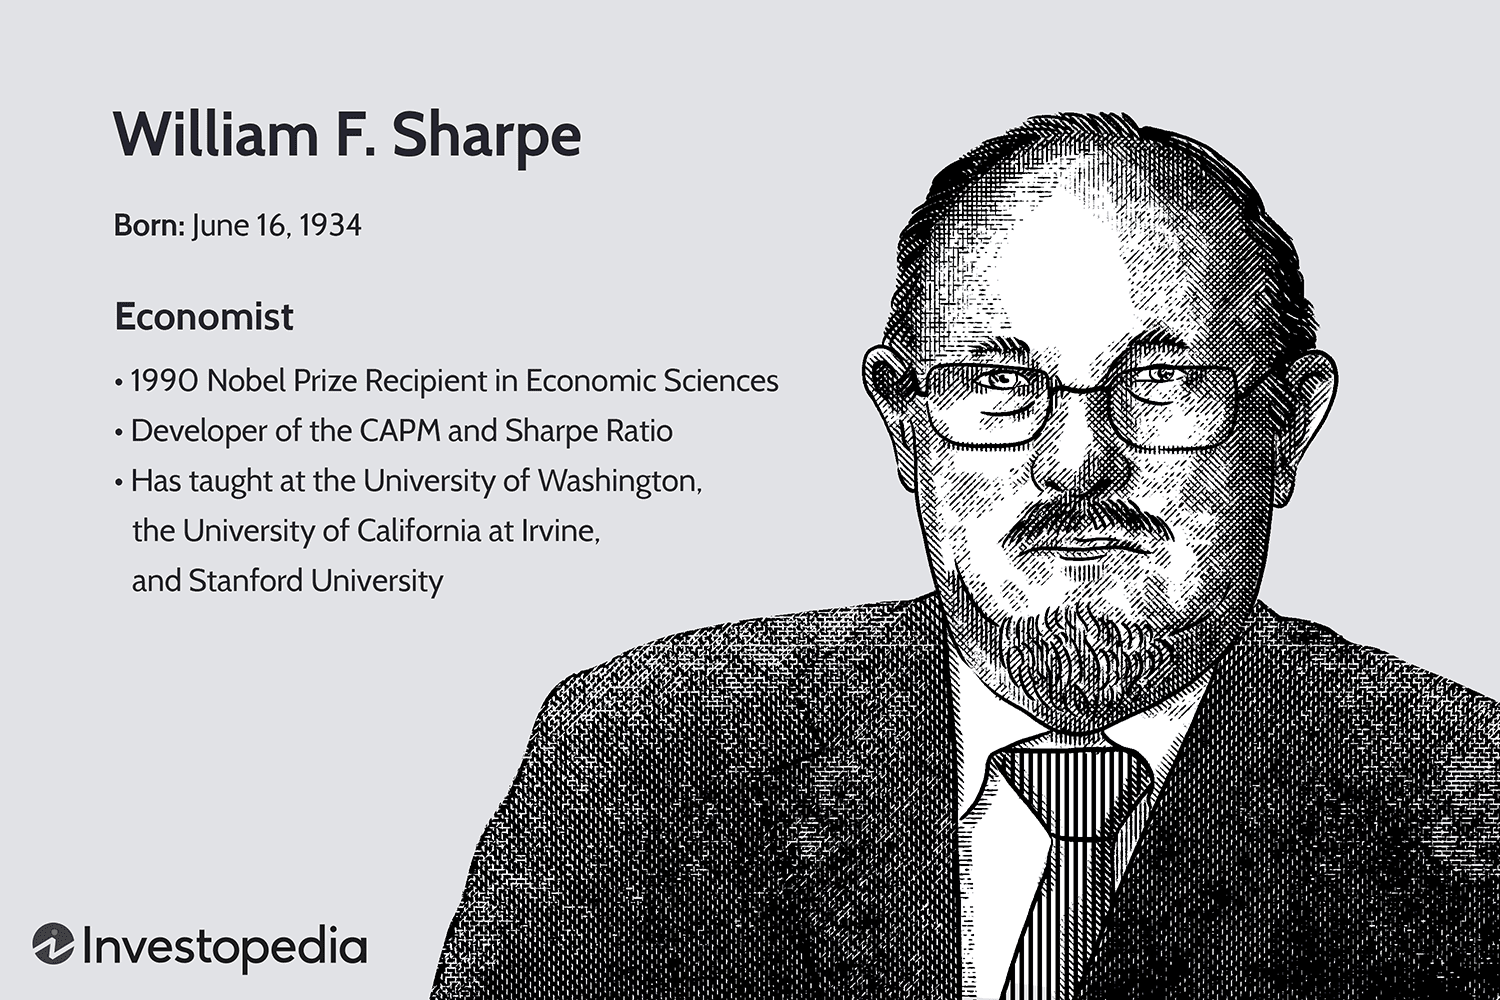 William F. Sharpe
Born: June 16, 1934
Economist
• 1990 Nobel Prize Recipient in Economic Sciences
• Developer of the CAPM and Sharpe Ratio
• Has taught at the University of Washington,
the University of California at Irvine,
and Stanford University
Investopedia